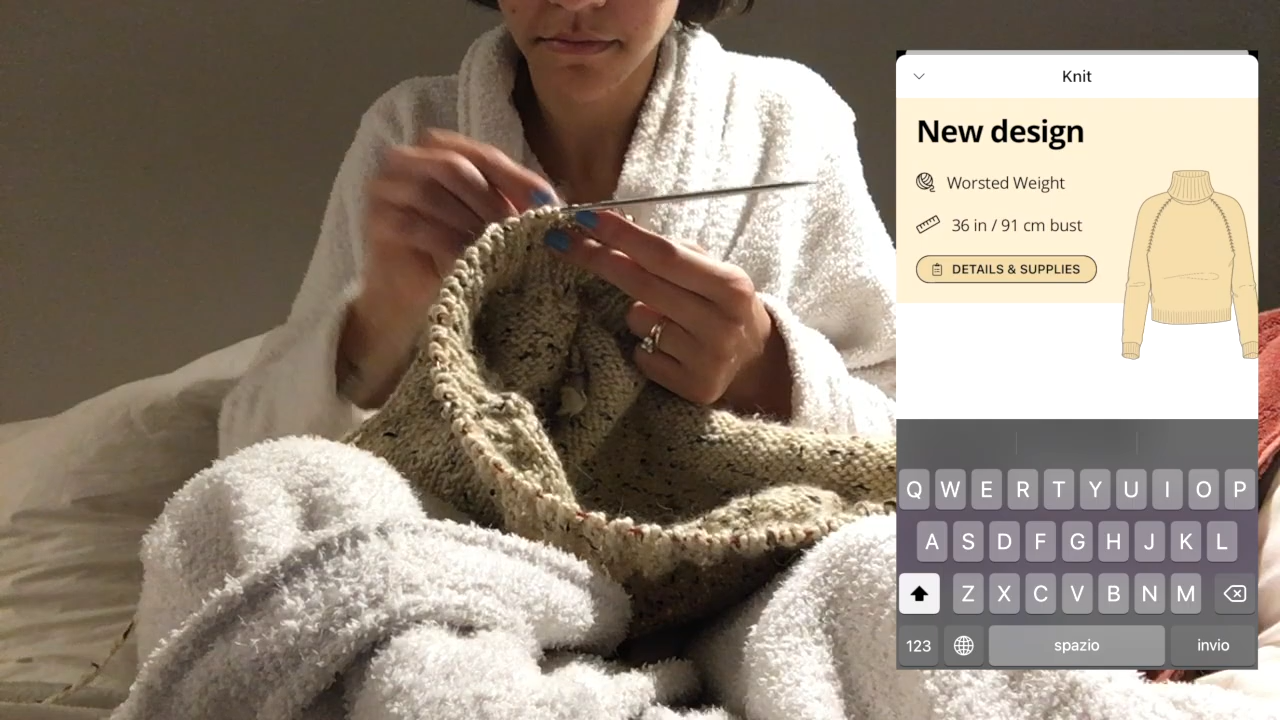 Knit
New design
Worsted Weight
36 in / 91 cm bust
DETAILS & SUPPLIES
Q W E R T Y U I O P
A S D F G H J K L
Z X C V B N M
123 spazio invio